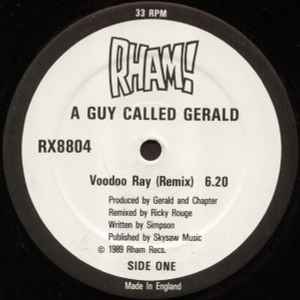 33 RPM
RHAM!
A GUY CALLED GERALD
RX8804
Voodoo Ray (Remix) 6.20
Produced by Gerald and Chapter
Remixed by Ricky Rouge
Written by Simpson
Published by Skysaw Music
© 1989 Rham Recs.
SIDE ONE
Made In England